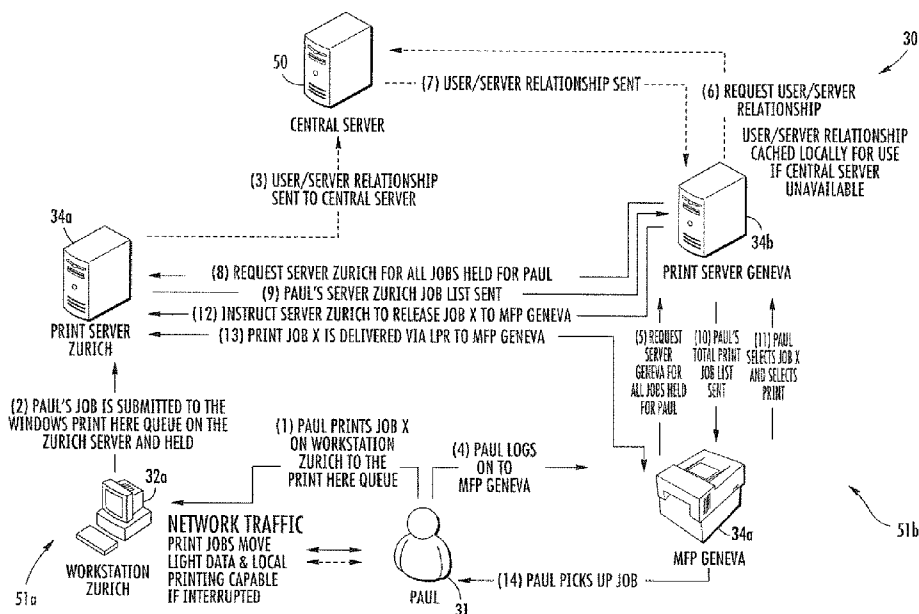 30
50
(7) USER/SERVER RELATIONSHIP SENT
(6) REQUEST USER/SERVER
RELATIONSHIP
CENTRAL SERVER
USER/SERVER RELATIONSHIP
CACHED LOCALLY FOR USE
IF CENTRAL SERVER
UNAVAILABLE
(3) USER/SERVER RELATIONSHIP
SENT TO CENTRAL SERVER
34a
34b
(8) REQUEST SERVER ZURICH FOR ALL JOBS HELD FOR PAUL
PRINT SERVER GENEVA
(9) PAUL'S SERVER ZURICH JOB LIST SENT
(12) INSTRUCT SERVER ZURICH TO RELEASE JOB X TO MFP GENEVA
PRINT SERVER
ZURICH
(13) PRINT JOB X IS DELIVERED VIA LPR TO MFP GENEVA
(5) REQUEST
SERVER
GENEVA FOR
ALL JOBS HELD
FOR PAUL
(10) PAUL'S
TOTAL PRINT
JOB LIST
SENT
(11) PAUL
SELECTS JOB X
AND SELECTS
PRINT
(2) PAUL'S JOB IS SUBMITTED TO THE
WINDOWS PRINT HERE QUEUE ON THE
ZURICH SERVER AND HELD
(1) PAUL PRINTS JOB X
ON WORKSTATION
ZURICH TO THE
PRINT HERE QUEUE
(4) PAUL LOGS
ON TO
MFP GENEVA
32a
NETWORK TRAFFIC
PRINT JOBS MOVE
LIGHT DATA & LOCAL
PRINTING CAPABLE
IF INTERRUPTED
34a
51b
51a
WORKSTATION
ZURICH
MFP GENEVA
(14) PAUL PICKS UP JOB
PAUL
31